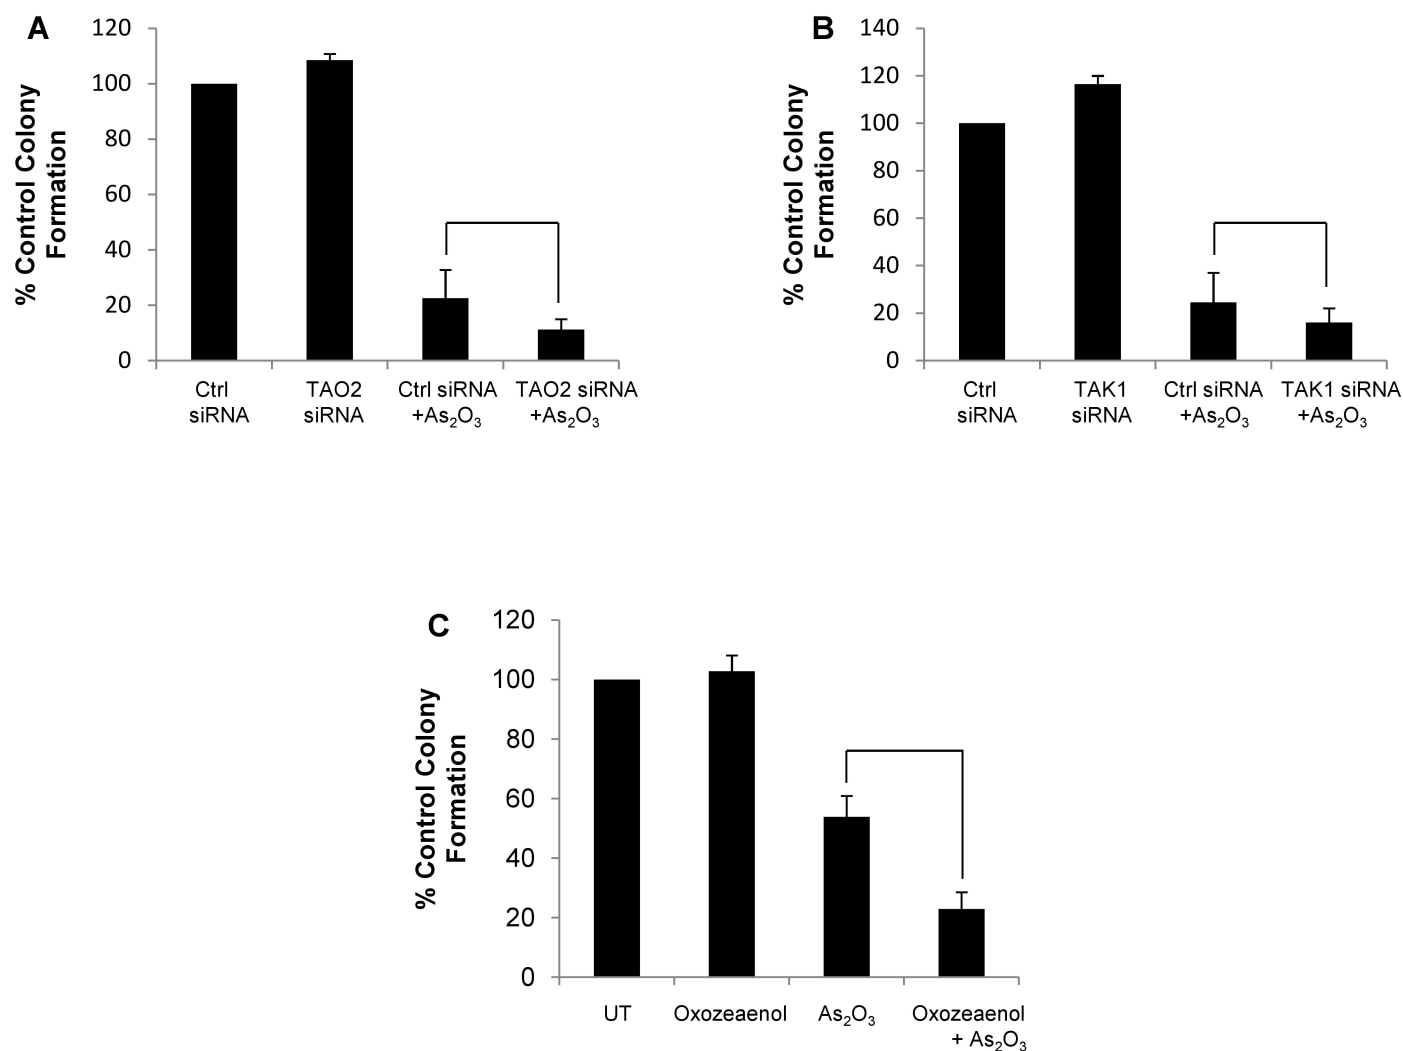 A
% Control Colony
Formation
120
100
80
60
40
20
0
Ctrl
siRNA
TAO2
siRNA
Ctrl siRNA
+As₂O₃
TAO2 siRNA
+As₂O₃
B
% Control Colony
Formation
140
120
100
80
60
40
20
0
Ctrl
siRNA
TAK1
siRNA
Ctrl siRNA
+As₂O₃
TAK1 siRNA
+As₂O₃
C
% Control Colony
Formation
120
100
80
60
40
20
0
UT
Oxozeaenol
As₂O₃
Oxozeaenol
+ As₂O₃